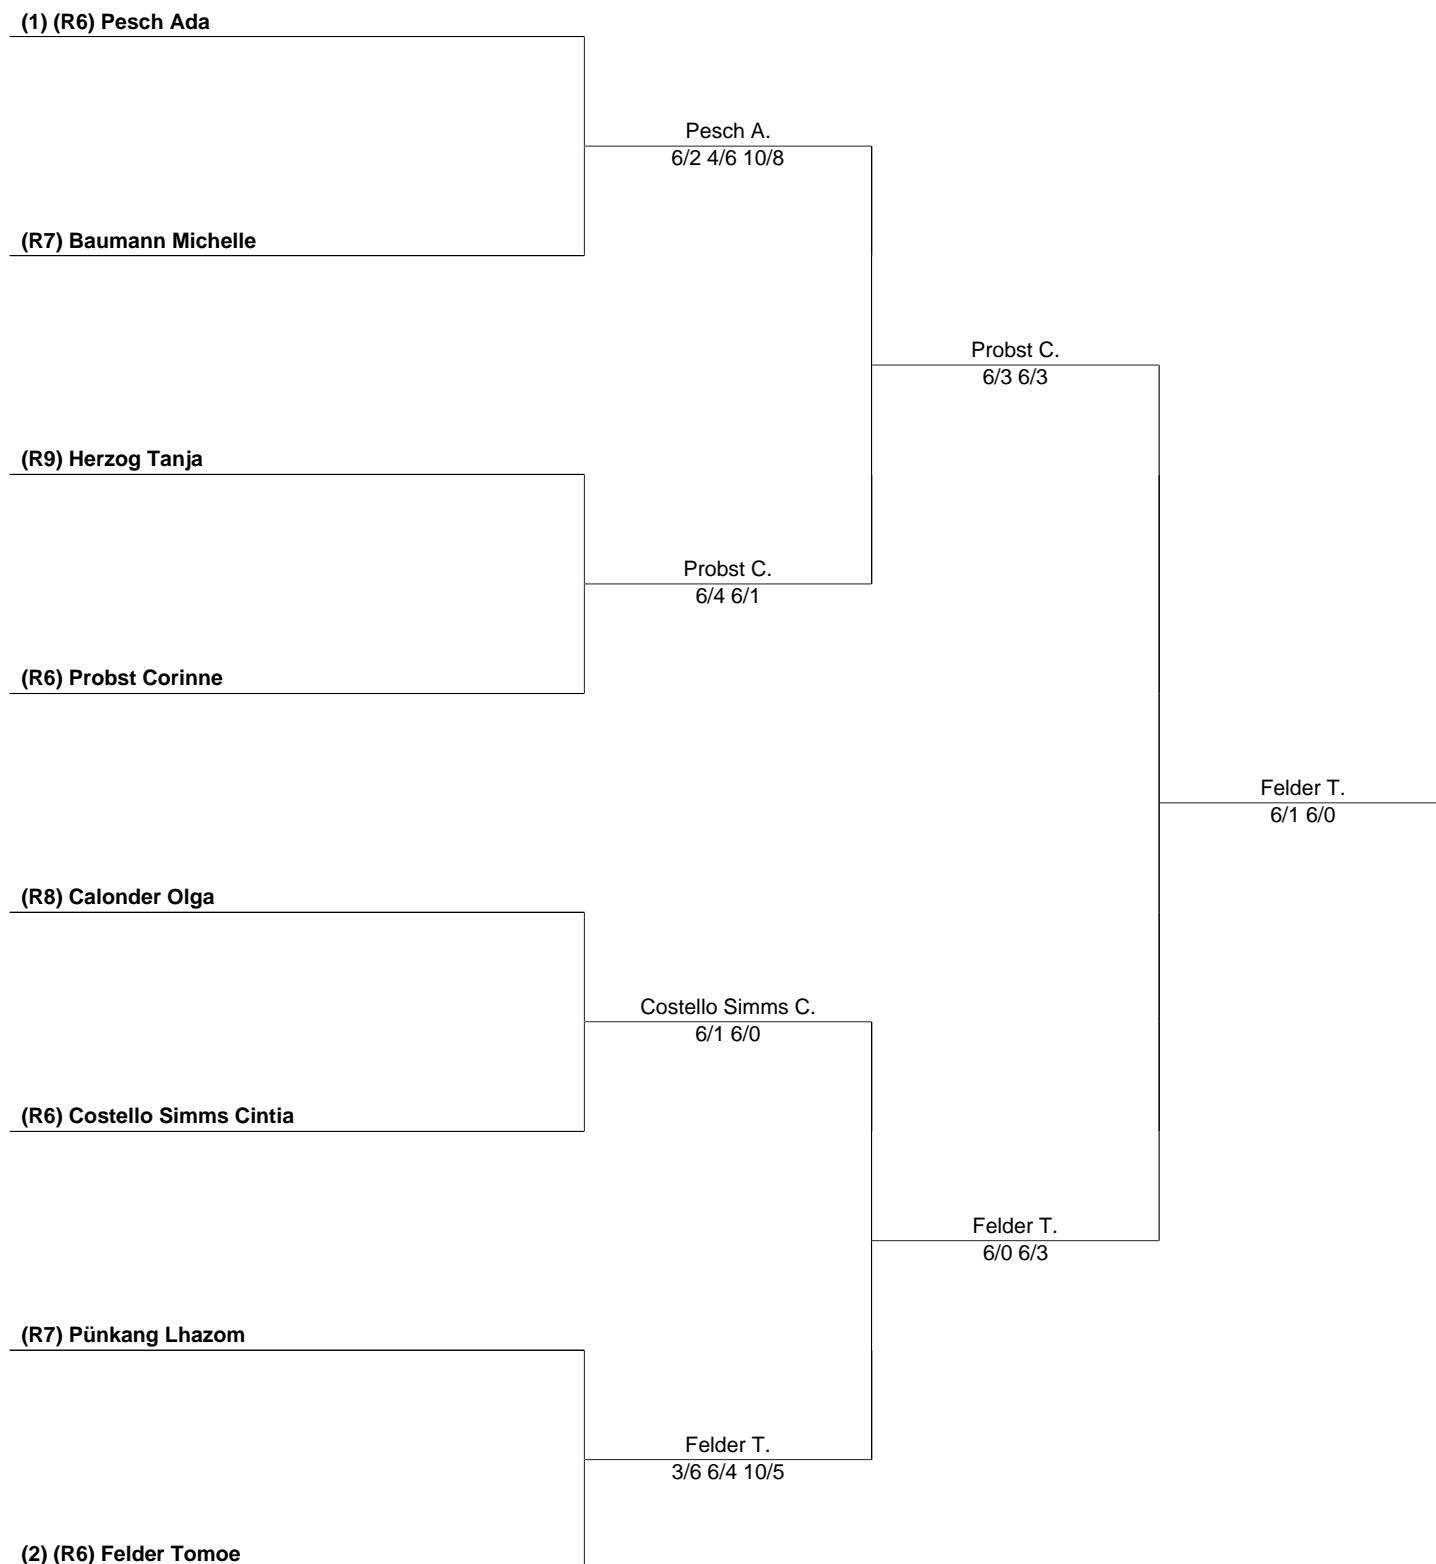 (1) (R6) Pesch Ada
Pesch A.
6/2 4/6 10/8
(R7) Baumann Michelle
Probst C.
6/3 6/3
(R9) Herzog Tanja
Probst C.
6/4 6/1
(R6) Probst Corinne
Felder T.
6/1 6/0
(R8) Calonder Olga
Costello Simms C.
6/1 6/0
(R6) Costello Simms Cintia
Felder T.
6/0 6/3
(R7) Pünkang Lhazom
Felder T.
3/6 6/4 10/5
(2) (R6) Felder Tomoe